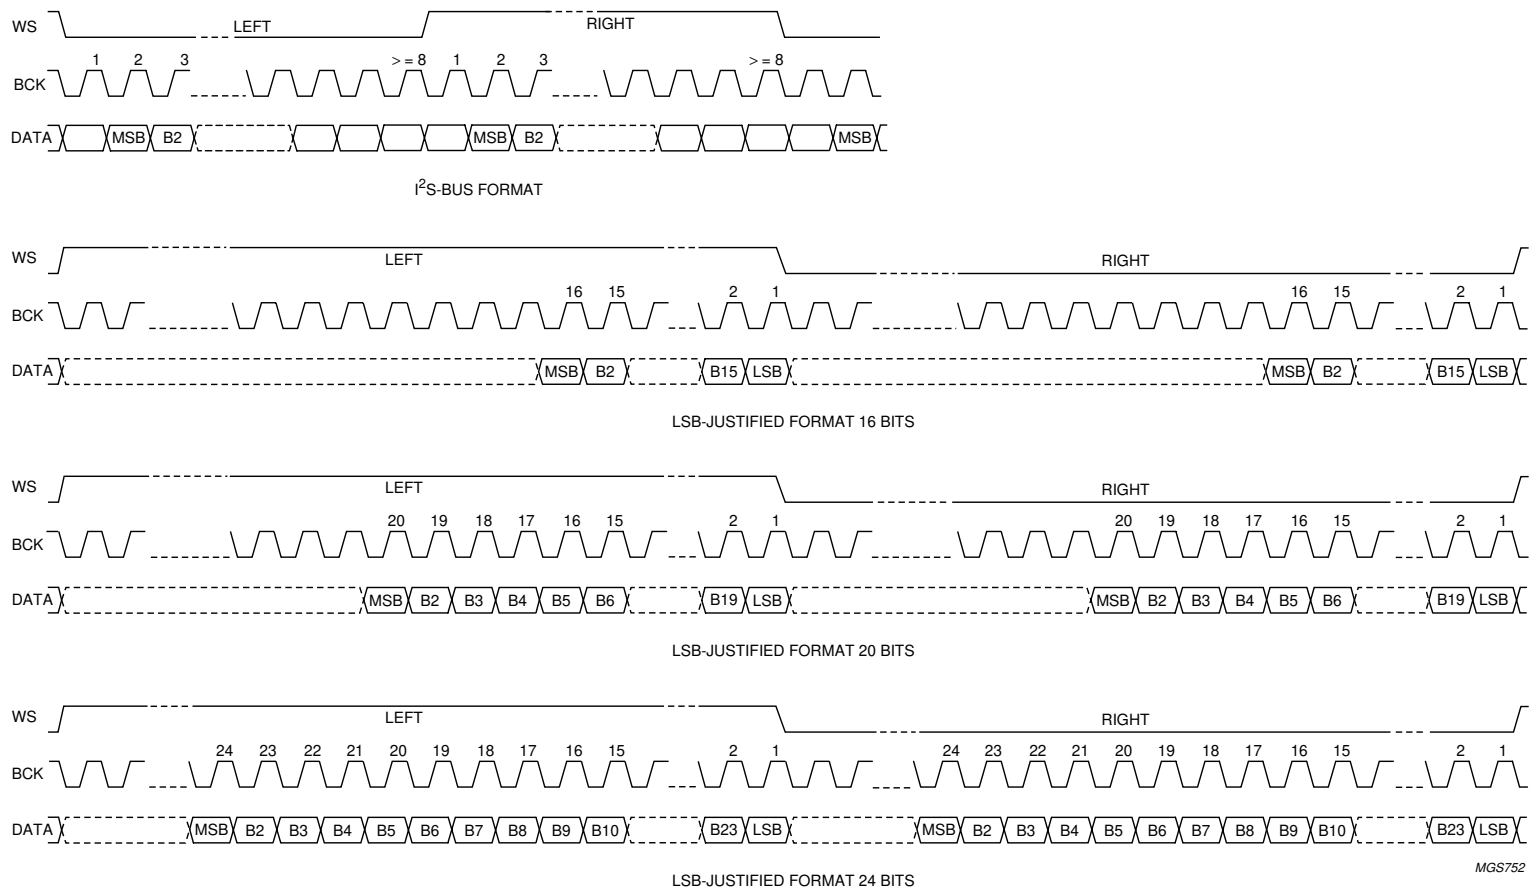 WS LEFT RIGHT
BCK 1 2 3 > = 8 1 2 3 > = 8
DATA MSB B2 MSB B2 MSB
I²S-BUS FORMAT
WS LEFT RIGHT
BCK 16 15 2 1 16 15 2 1
DATA MSB B2 B15 LSB MSB B2 B15 LSB
LSB-JUSTIFIED FORMAT 16 BITS
WS LEFT RIGHT
BCK 20 19 18 17 16 15 2 1 20 19 18 17 16 15 2 1
DATA MSB B2 B3 B4 B5 B6 B19 LSB MSB B2 B3 B4 B5 B6 B19 LSB
LSB-JUSTIFIED FORMAT 20 BITS
WS LEFT RIGHT
BCK 24 23 22 21 20 19 18 17 16 15 2 1 24 23 22 21 20 19 18 17 16 15 2 1
DATA MSB B2 B3 B4 B5 B6 B7 B8 B9 B10 B23 LSB MSB B2 B3 B4 B5 B6 B7 B8 B9 B10 B23 LSB
MGS752
LSB-JUSTIFIED FORMAT 24 BITS